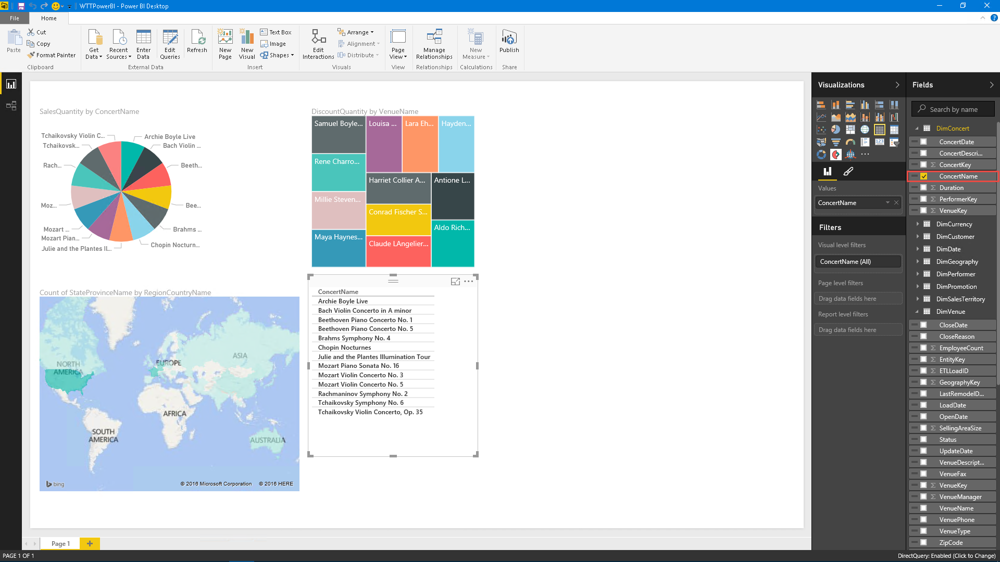 WTTPowerBI - Power BI Desktop
File
Home
Paste
Cut
Copy
Format Painter
Clipboard
Get Data
Recent Sources
Enter Data
Edit Queries
Refresh
External Data
New Page
New Visual
Text Box
Image
Shapes
Insert
Edit Interactions
Arrange
Alignment
Distribute
Visuals
Page View
View
Manage Relationships
Relationships
New Measure
Calculations
Publish
Share
SalesQuantity by ConcertName
Tchaikovsky Violin C...
Archie Boyle Live
Tchaikovsk...
Bach Violin ...
Rach...
Beeth...
Moz...
Bee...
Mozart ...
Brahms ...
Mozart Pian...
Chopin Nocturn...
Julie and the Plantes Il...
DiscountQuantity by VenueName
Samuel Boyle...
Louisa ...
Lara Eh...
Hayden...
Rene Charro...
Harriet Collier A...
Antione L...
Millie Steven...
Conrad Fischer S...
Aldo Rich...
Maya Haynes...
Claude LAngelier...
Count of StateProvinceName by RegionCountryName
NORTH AMERICA
EUROPE
ASIA
AFRICA
SOUTH AMERICA
AUSTRALIA
bing
© 2016 Microsoft Corporation
© 2016 HERE
ConcertName
Archie Boyle Live
Bach Violin Concerto in A minor
Beethoven Piano Concerto No. 1
Beethoven Piano Concerto No. 5
Brahms Symphony No. 4
Chopin Nocturnes
Julie and the Plantes Illumination Tour
Mozart Piano Sonata No. 16
Mozart Violin Concerto No. 3
Mozart Violin Concerto No. 5
Rachmaninov Symphony No. 2
Tchaikovsky Symphony No. 6
Tchaikovsky Violin Concerto, Op. 35
Visualizations
Values
ConcertName
Filters
Visual level filters
ConcertName (All)
Page level filters
Drag data fields here
Report level filters
Drag data fields here
Fields
Search by name
DimConcert
ConcertDate
ConcertDescri...
ConcertKey
ConcertName
Duration
PerformerKey
VenueKey
DimCurrency
DimCustomer
DimDate
DimGeography
DimPerformer
DimPromotion
DimSalesTerritory
DimVenue
CloseDate
CloseReason
EmployeeCount
EntityKey
ETLLoadID
GeographyKey
LastRemodelD...
LoadDate
OpenDate
SellingAreaSize
Status
UpdateDate
VenueDescript...
VenueFax
VenueKey
VenueManager
VenueName
VenuePhone
VenueType
ZipCode
Page 1
PAGE 1 OF 1
DirectQuery: Enabled (Click to Change)